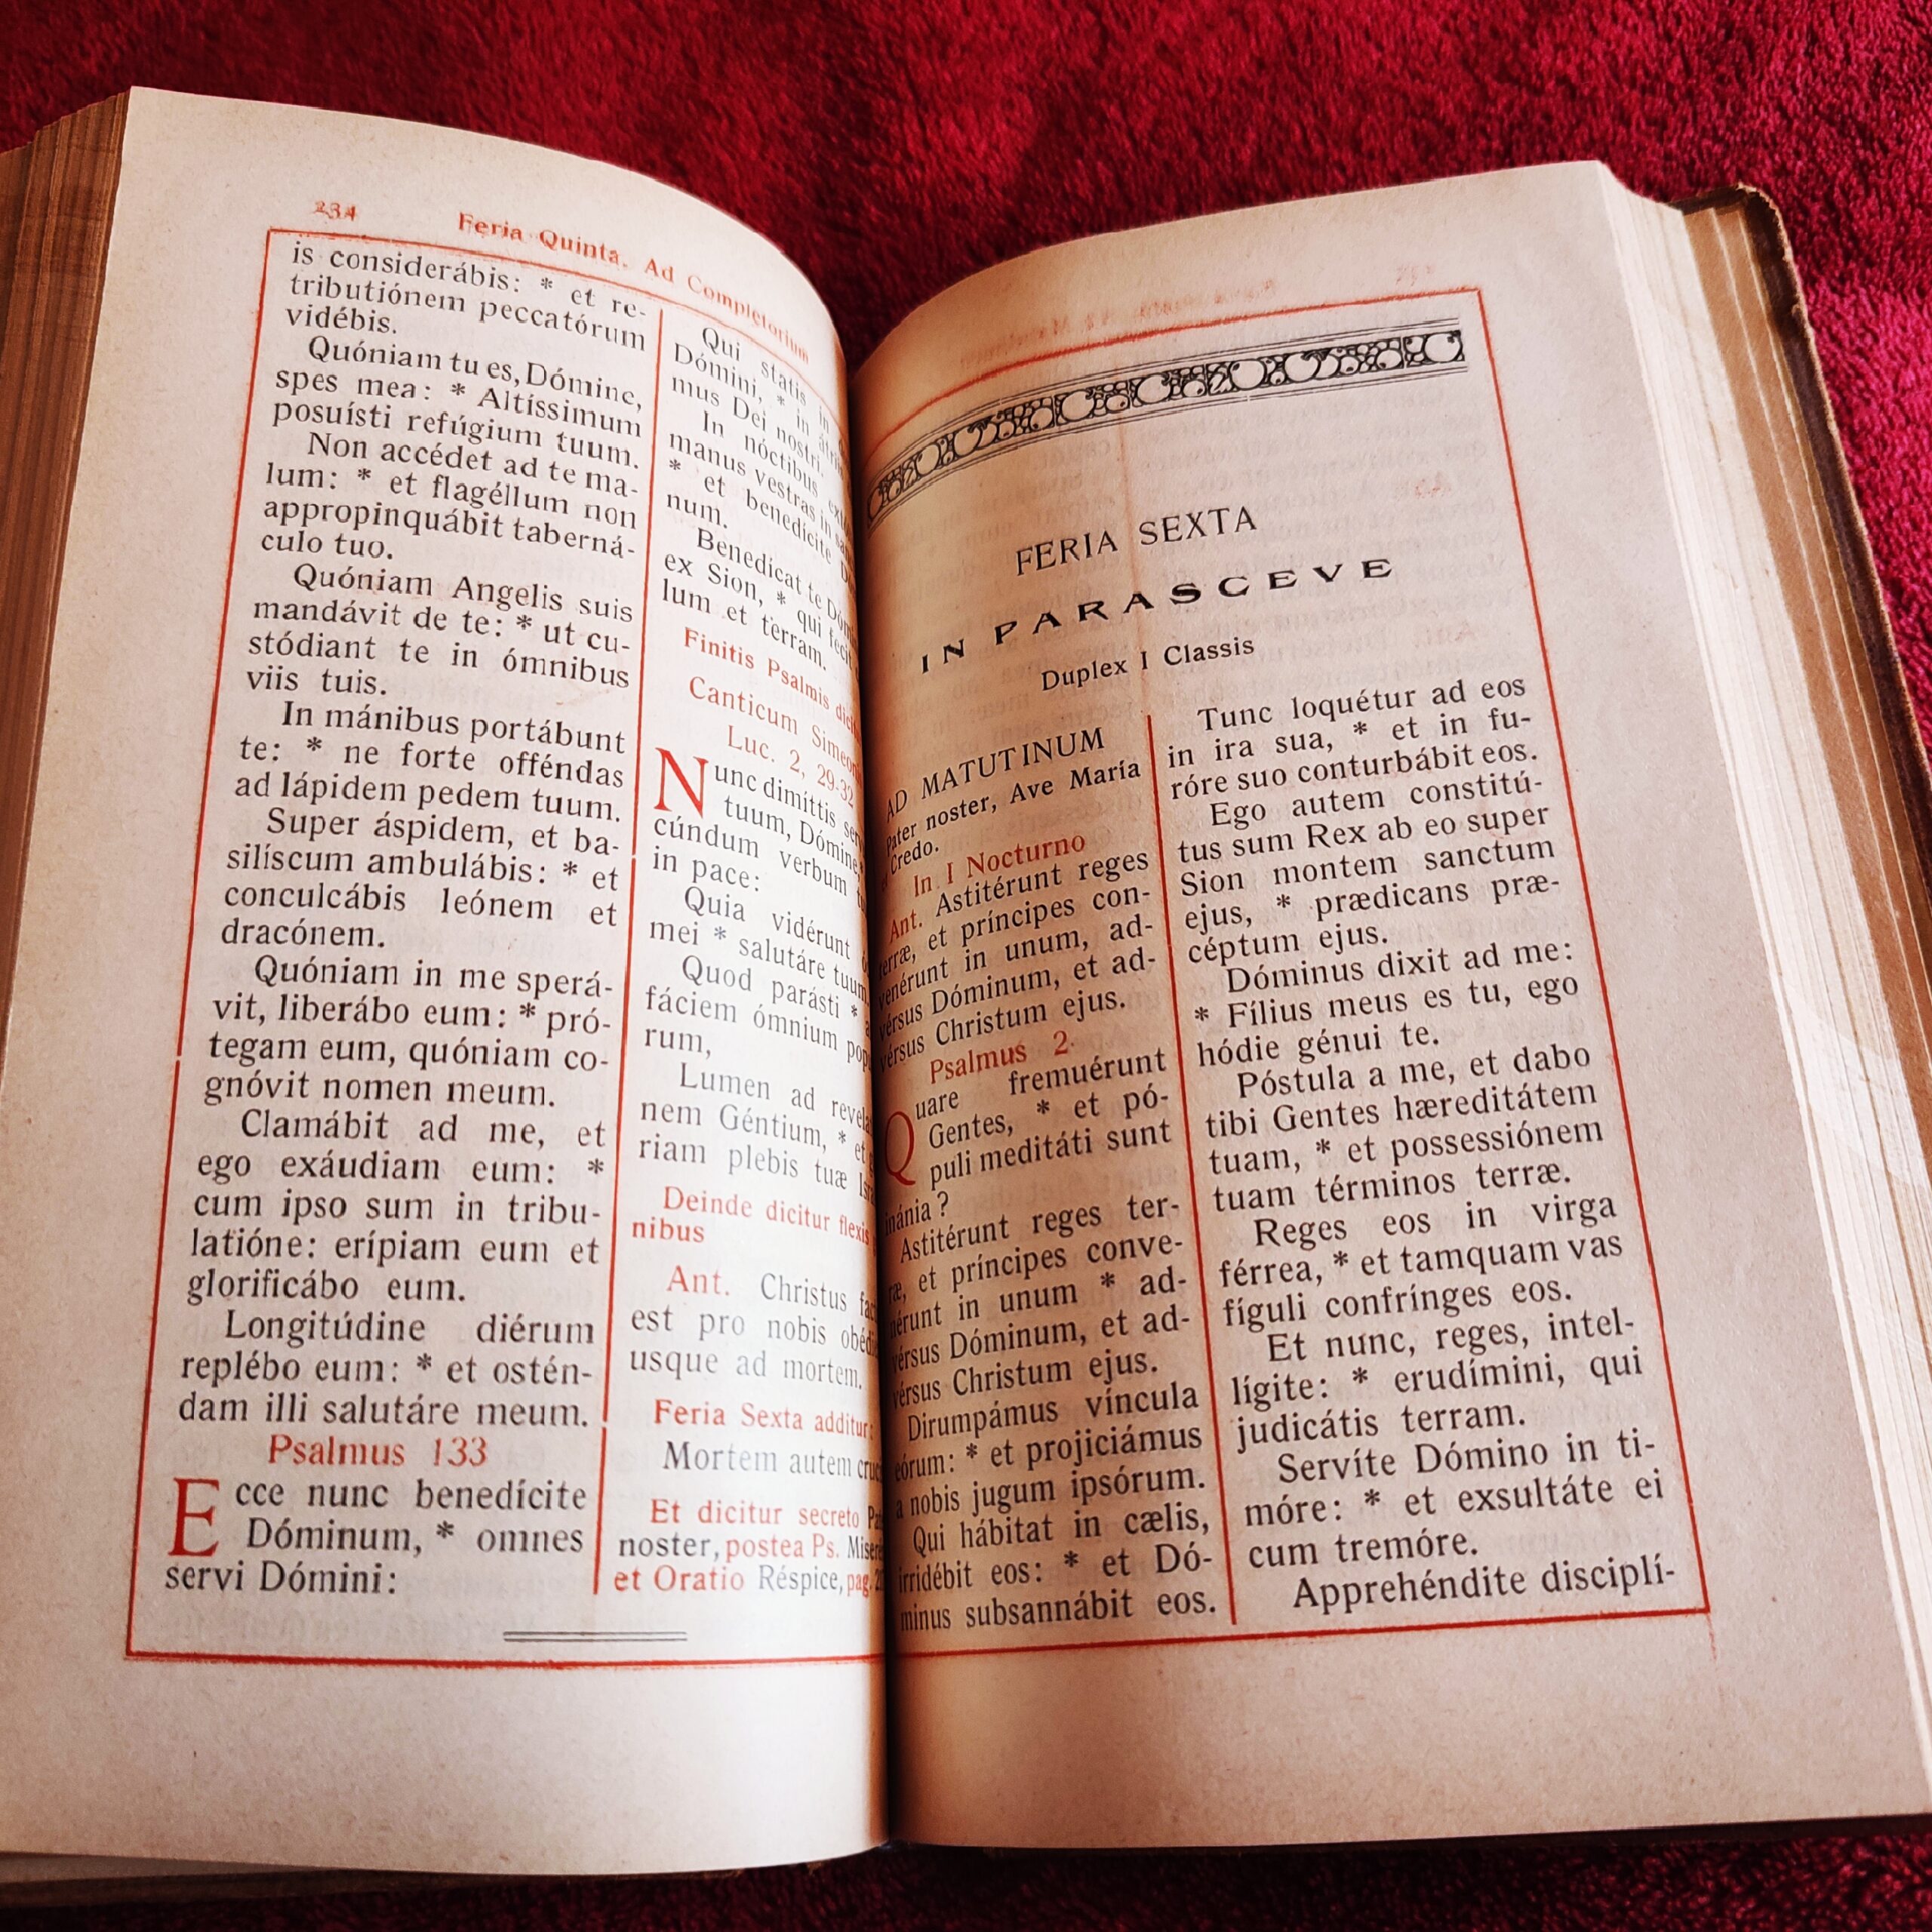 234 Feria Quinta. Ad Completorium
is considerábis: * et re-
tributiónem peccatórum
vidébis.
Quóniam tu es, Dómine,
spes mea: * Altíssimum
posuísti refúgium tuum.
Non accédet ad te ma-
lum: * et flagéllum non
appropinquábit taberná-
culo tuo.
Quóniam Angelis suis
mandávit de te: * ut cu-
stódiant te in ómnibus
viis tuis.
In mánibus portábunt
te: * ne forte offéndas
ad lápidem pedem tuum.
Super áspidem, et ba-
silíscum ambulábis: * et
conculcábis leónem et
dracónem.
Quóniam in me sperá-
vit, liberábo eum: * pró-
tegam eum, quóniam co-
gnóvit nomen meum.
Clamábit ad me, et
ego exáudiam eum: *
cum ipso sum in tribu-
latióne: erípiam eum et
glorificábo eum.
Longitúdine diérum
replébo eum: * et ostén-
dam illi salutáre meum.
Psalmus 133
Ecce nunc benedícite
Dóminum, * omnes
servi Dómini:
Qui statis in
Dómini, * in
mus Dei nostri.
In nóctibus
manus vestras in
* et benedícite
num.
Benedicat te
ex Sion, * qui fecit
lum et terram.
Finitis Psalmis
Canticum
Luc. 2, 29-32
Nunc dimíttis
tuum, Dómine,
cúndum verbum
in pace:
Quia vidérunt
mei * salutáre tuum,
Quod parásti *
fáciem ómnium
rum,
Lumen ad
nem Géntium, * et
riam plebis tuæ
Deinde dicitur flexis
nibus
Ant. Christus
est pro nobis
usque ad mortem.
Feria Sexta additur:
Mortem autem
Et dicitur secreto
noster, postea Ps.
et Oratio Réspice, pag.
FERIA SEXTA
IN PARASCEVE
Duplex I Classis
AD MATUTINUM
Pater noster, Ave María
Credo.
In I Nocturno
Ant. Astitérunt reges
terræ, et príncipes con-
venérunt in unum, ad-
vérsus Dóminum, et ad-
vérsus Christum ejus.
Psalmus 2
Quare fremuérunt
Gentes, * et pó-
puli meditáti sunt
inánia?
Astitérunt reges ter-
ræ, et príncipes conve-
nérunt in unum * ad-
vérsus Dóminum, et ad-
vérsus Christum ejus.
Dirumpámus víncula
eórum: * et projiciámus
a nobis jugum ipsórum.
Qui hábitat in cælis,
irridébit eos: * et Dó-
minus subsannábit eos.
Tunc loquétur ad eos
in ira sua, * et in fu-
róre suo conturbábit eos.
Ego autem constitú-
tus sum Rex ab eo super
Sion montem sanctum
ejus, * prædicans præ-
céptum ejus.
Dóminus dixit ad me:
* Fílius meus es tu, ego
hódie génui te.
Póstula a me, et dabo
tibi Gentes hæreditátem
tuam, * et possessiónem
tuam términos terræ.
Reges eos in virga
férrea, * et tamquam vas
fíguli confrínges eos.
Et nunc, reges, intel-
lígite: * erudímini, qui
judicátis terram.
Servíte Dómino in ti-
móre: * et exsultáte ei
cum tremóre.
Apprehéndite disciplí-